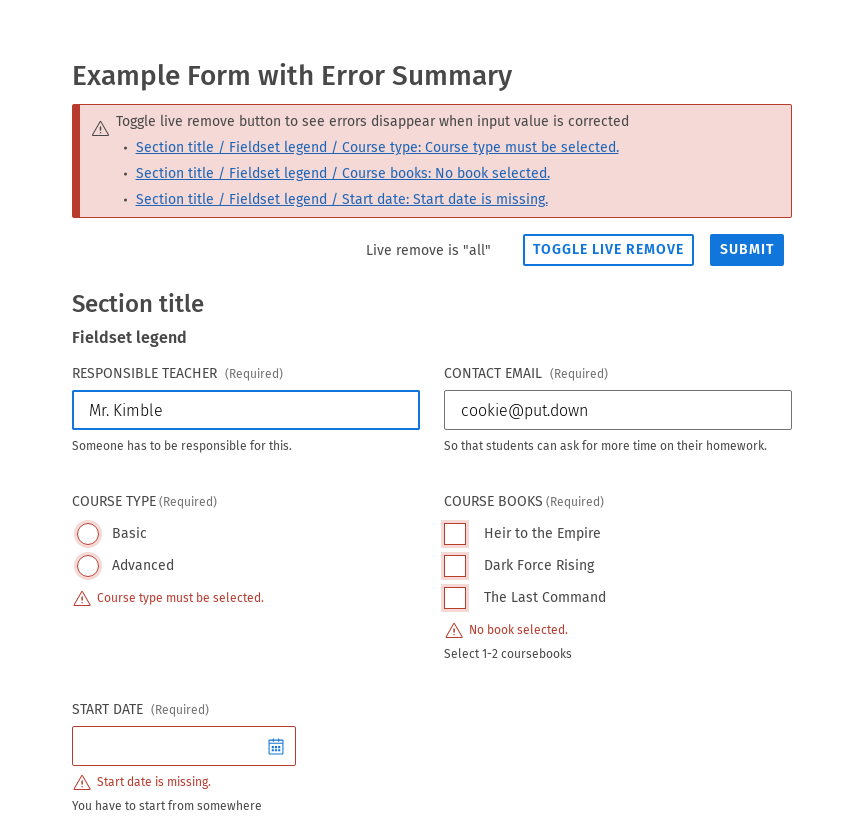 Example Form with Error Summary
Toggle live remove button to see errors disappear when input value is corrected
• Section title / Fieldset legend / Course type: Course type must be selected.
• Section title / Fieldset legend / Course books: No book selected.
• Section title / Fieldset legend / Start date: Start date is missing.
Live remove is "all" TOGGLE LIVE REMOVE SUBMIT
Section title
Fieldset legend
RESPONSIBLE TEACHER (Required)
Mr. Kimble
Someone has to be responsible for this.
CONTACT EMAIL (Required)
cookie@put.down
So that students can ask for more time on their homework.
COURSE TYPE (Required)
Basic
Advanced
Course type must be selected.
COURSE BOOKS (Required)
Heir to the Empire
Dark Force Rising
The Last Command
No book selected.
Select 1-2 coursebooks
START DATE (Required)
Start date is missing.
You have to start from somewhere